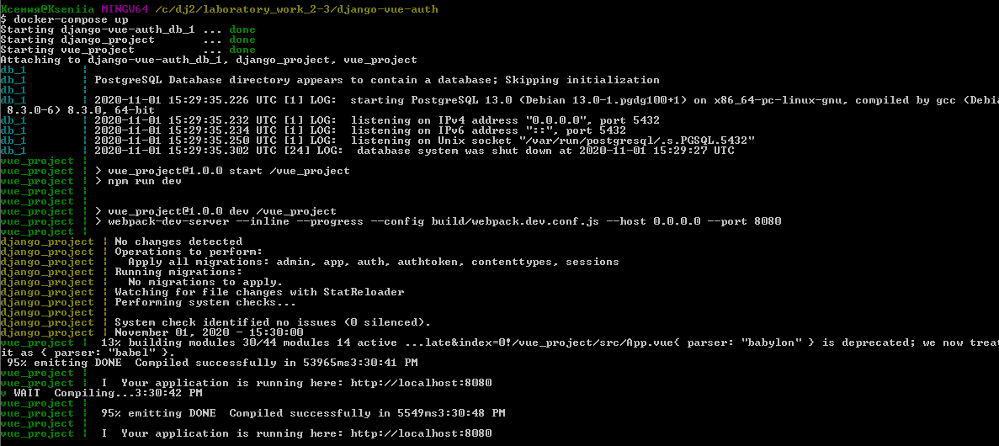 Ксения@Kseniia MINGW64 /c/dj2/laboratory_work_2-3/django-vue-auth
$ docker-compose up
Starting django-vue-auth_db_1 ... done
Starting django_project       ... done
Starting vue_project          ... done
Attaching to django-vue-auth_db_1, django_project, vue_project
db_1            ¦
db_1            ¦ PostgreSQL Database directory appears to contain a database; Skipping initialization
db_1            ¦
db_1            ¦ 2020-11-01 15:29:35.226 UTC [1] LOG:  starting PostgreSQL 13.0 (Debian 13.0-1.pgdg100+1) on x86_64-pc-linux-gnu, compiled by gcc (Debia
 8.3.0-6) 8.3.0, 64-bit
db_1            ¦ 2020-11-01 15:29:35.232 UTC [1] LOG:  listening on IPv4 address "0.0.0.0", port 5432
db_1            ¦ 2020-11-01 15:29:35.234 UTC [1] LOG:  listening on IPv6 address "::", port 5432
db_1            ¦ 2020-11-01 15:29:35.250 UTC [1] LOG:  listening on Unix socket "/var/run/postgresql/.s.PGSQL.5432"
db_1            ¦ 2020-11-01 15:29:35.302 UTC [24] LOG:  database system was shut down at 2020-11-01 15:29:27 UTC
vue_project ¦
vue_project ¦ > vue_project@1.0.0 start /vue_project
vue_project ¦ > npm run dev
vue_project ¦
vue_project ¦
vue_project ¦ > vue_project@1.0.0 dev /vue_project
vue_project ¦ > webpack-dev-server --inline --progress --config build/webpack.dev.conf.js --host 0.0.0.0 --port 8080
vue_project ¦
django_project ¦ No changes detected
django_project ¦ Operations to perform:
django_project ¦   Apply all migrations: admin, app, auth, authtoken, contenttypes, sessions
django_project ¦ Running migrations:
django_project ¦   No migrations to apply.
django_project ¦ Watching for file changes with StatReloader
django_project ¦ Performing system checks...
django_project ¦
django_project ¦ System check identified no issues (0 silenced).
django_project ¦ November 01, 2020 - 15:30:00
vue_project ¦  13% building modules 30/44 modules 14 active ...late&index=0!/vue_project/src/App.vue{ parser: "babylon" } is deprecated; we now treat
it as { parser: "babel" }.
 95% emitting DONE  Compiled successfully in 53965ms3:30:41 PM
vue_project ¦
vue_project ¦  I  Your application is running here: http://localhost:8080
v WAIT  Compiling...3:30:42 PM
vue_project ¦
vue_project ¦  95% emitting DONE  Compiled successfully in 5549ms3:30:48 PM
vue_project ¦
vue_project ¦  I  Your application is running here: http://localhost:8080